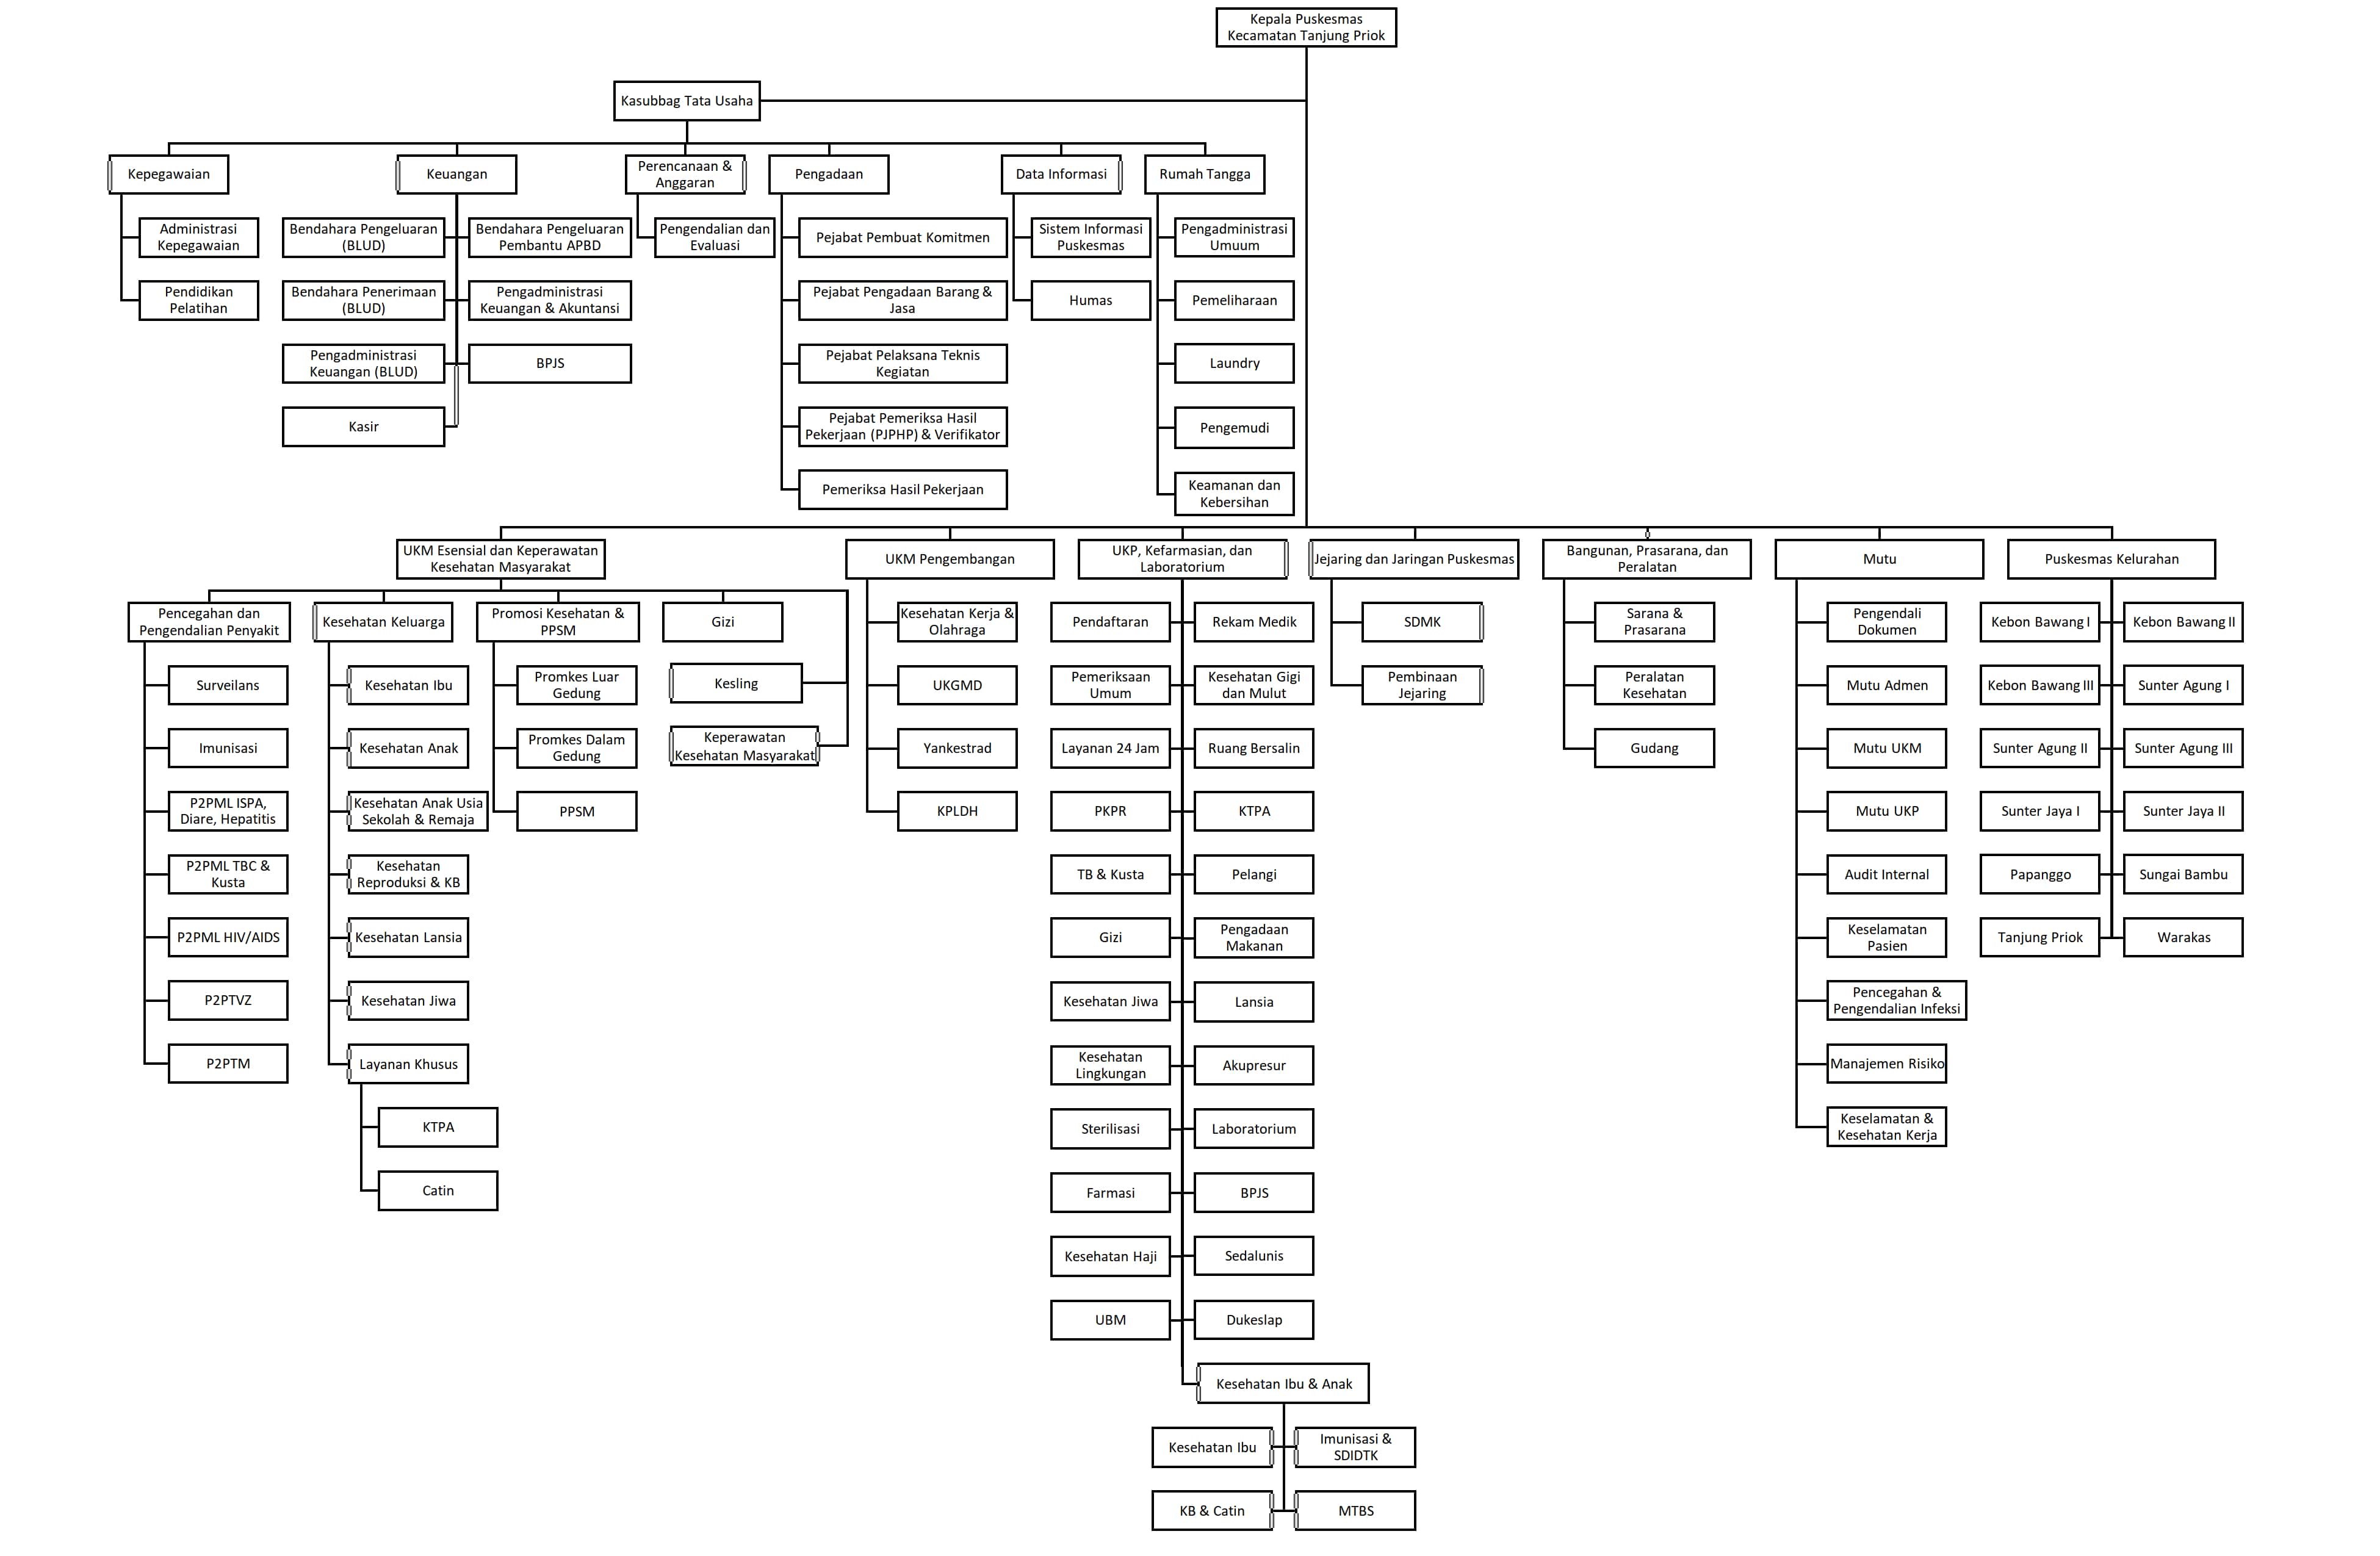 Kepala Puskesmas
Kecamatan Tanjung Priok
Kasubbag Tata Usaha
Kepegawaian
Keuangan
Perencanaan &
Anggaran
Pengadaan
Data Informasi
Rumah Tangga
Administrasi
Kepegawaian
Pendidikan
Pelatihan
Bendahara Pengeluaran
(BLUD)
Bendahara Pengeluaran
Pembantu APBD
Bendahara Penerimaan
(BLUD)
Pengadministrasi
Keuangan & Akuntansi
Pengadministrasi
Keuangan (BLUD)
BPJS
Kasir
Pengendalian dan
Evaluasi
Pejabat Pembuat Komitmen
Pejabat Pengadaan Barang &
Jasa
Pejabat Pelaksana Teknis
Kegiatan
Pejabat Pemeriksa Hasil
Pekerjaan (PJPHP) & Verifikator
Pemeriksa Hasil Pekerjaan
Sistem Informasi
Puskesmas
Humas
Pengadministrasi
Umuum
Pemeliharaan
Laundry
Pengemudi
Keamanan dan
Kebersihan
UKM Esensial dan Keperawatan
Kesehatan Masyarakat
UKM Pengembangan
UKP, Kefarmasian, dan
Laboratorium
Jejaring dan Jaringan Puskesmas
Bangunan, Prasarana, dan
Peralatan
Mutu
Puskesmas Kelurahan
Pencegahan dan
Pengendalian Penyakit
Surveilans
Imunisasi
P2PML ISPA,
Diare, Hepatitis
P2PML TBC &
Kusta
P2PML HIV/AIDS
P2PTVZ
P2PTM
Kesehatan Keluarga
Kesehatan Ibu
Kesehatan Anak
Kesehatan Anak Usia
Sekolah & Remaja
Kesehatan
Reproduksi & KB
Kesehatan Lansia
Kesehatan Jiwa
Layanan Khusus
KTPA
Catin
Promosi Kesehatan &
PPSM
Promkes Luar
Gedung
Promkes Dalam
Gedung
PPSM
Gizi
Kesling
Keperawatan
Kesehatan Masyarakat
Kesehatan Kerja &
Olahraga
UKGMD
Yankestrad
KPLDH
Pendaftaran
Rekam Medik
Pemeriksaan
Umum
Kesehatan Gigi
dan Mulut
Layanan 24 Jam
Ruang Bersalin
PKPR
KTPA
TB & Kusta
Pelangi
Gizi
Pengadaan
Makanan
Kesehatan Jiwa
Lansia
Kesehatan
Lingkungan
Akupresur
Sterilisasi
Laboratorium
Farmasi
BPJS
Kesehatan Haji
Sedalunis
UBM
Dukeslap
Kesehatan Ibu & Anak
Kesehatan Ibu
Imunisasi &
SDIDTK
KB & Catin
MTBS
SDMK
Pembinaan
Jejaring
Sarana &
Prasarana
Peralatan
Kesehatan
Gudang
Pengendali
Dokumen
Mutu Admen
Mutu UKM
Mutu UKP
Audit Internal
Keselamatan
Pasien
Pencegahan &
Pengendalian Infeksi
Manajemen Risiko
Keselamatan &
Kesehatan Kerja
Kebon Bawang I
Kebon Bawang II
Kebon Bawang III
Sunter Agung I
Sunter Agung II
Sunter Agung III
Sunter Jaya I
Sunter Jaya II
Papanggo
Sungai Bambu
Tanjung Priok
Warakas